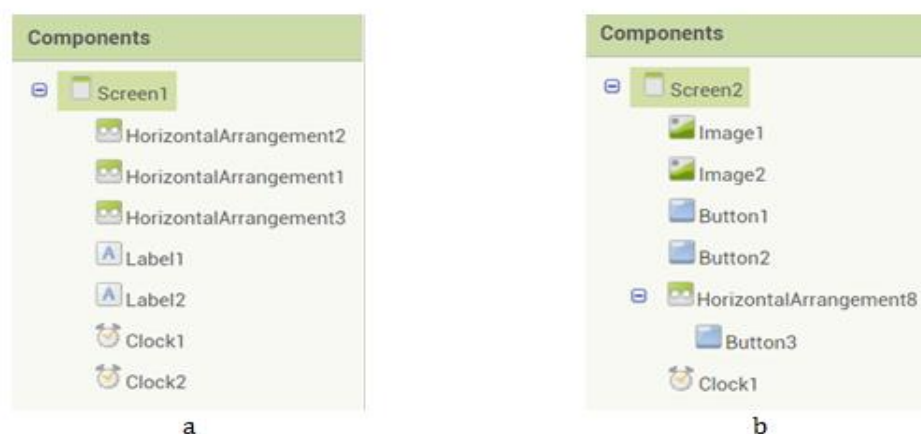 Components
Screen1
HorizontalArrangement2
HorizontalArrangement1
HorizontalArrangement3
Label1
Label2
Clock1
Clock2
a
Components
Screen2
Image1
Image2
Button1
Button2
HorizontalArrangement8
Button3
Clock1
b